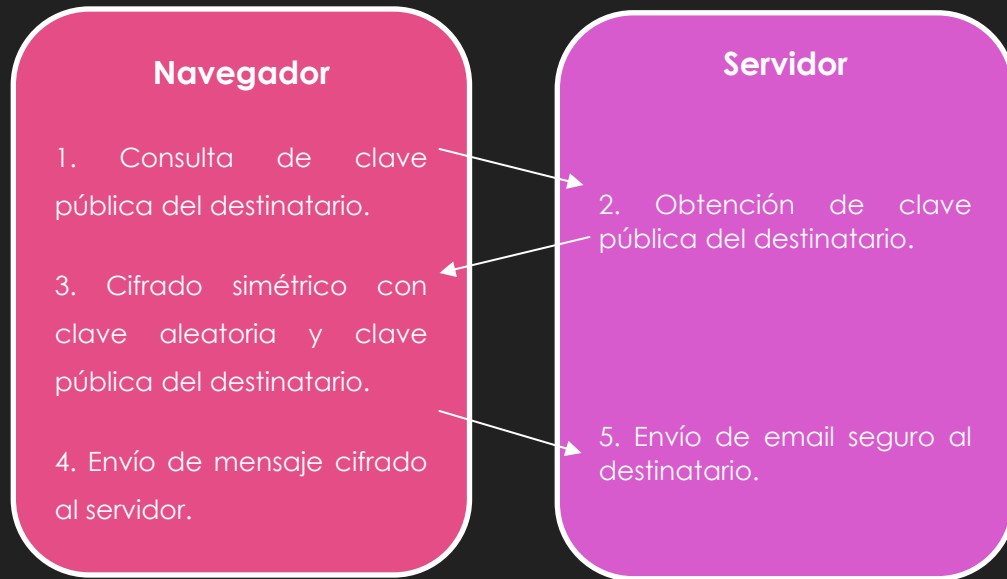 Navegador
1. Consulta de clave
pública del destinatario.
3. Cifrado simétrico con
clave aleatoria y clave
pública del destinatario.
4. Envío de mensaje cifrado
al servidor.
Servidor
2. Obtención de clave
pública del destinatario.
5. Envío de email seguro al
destinatario.